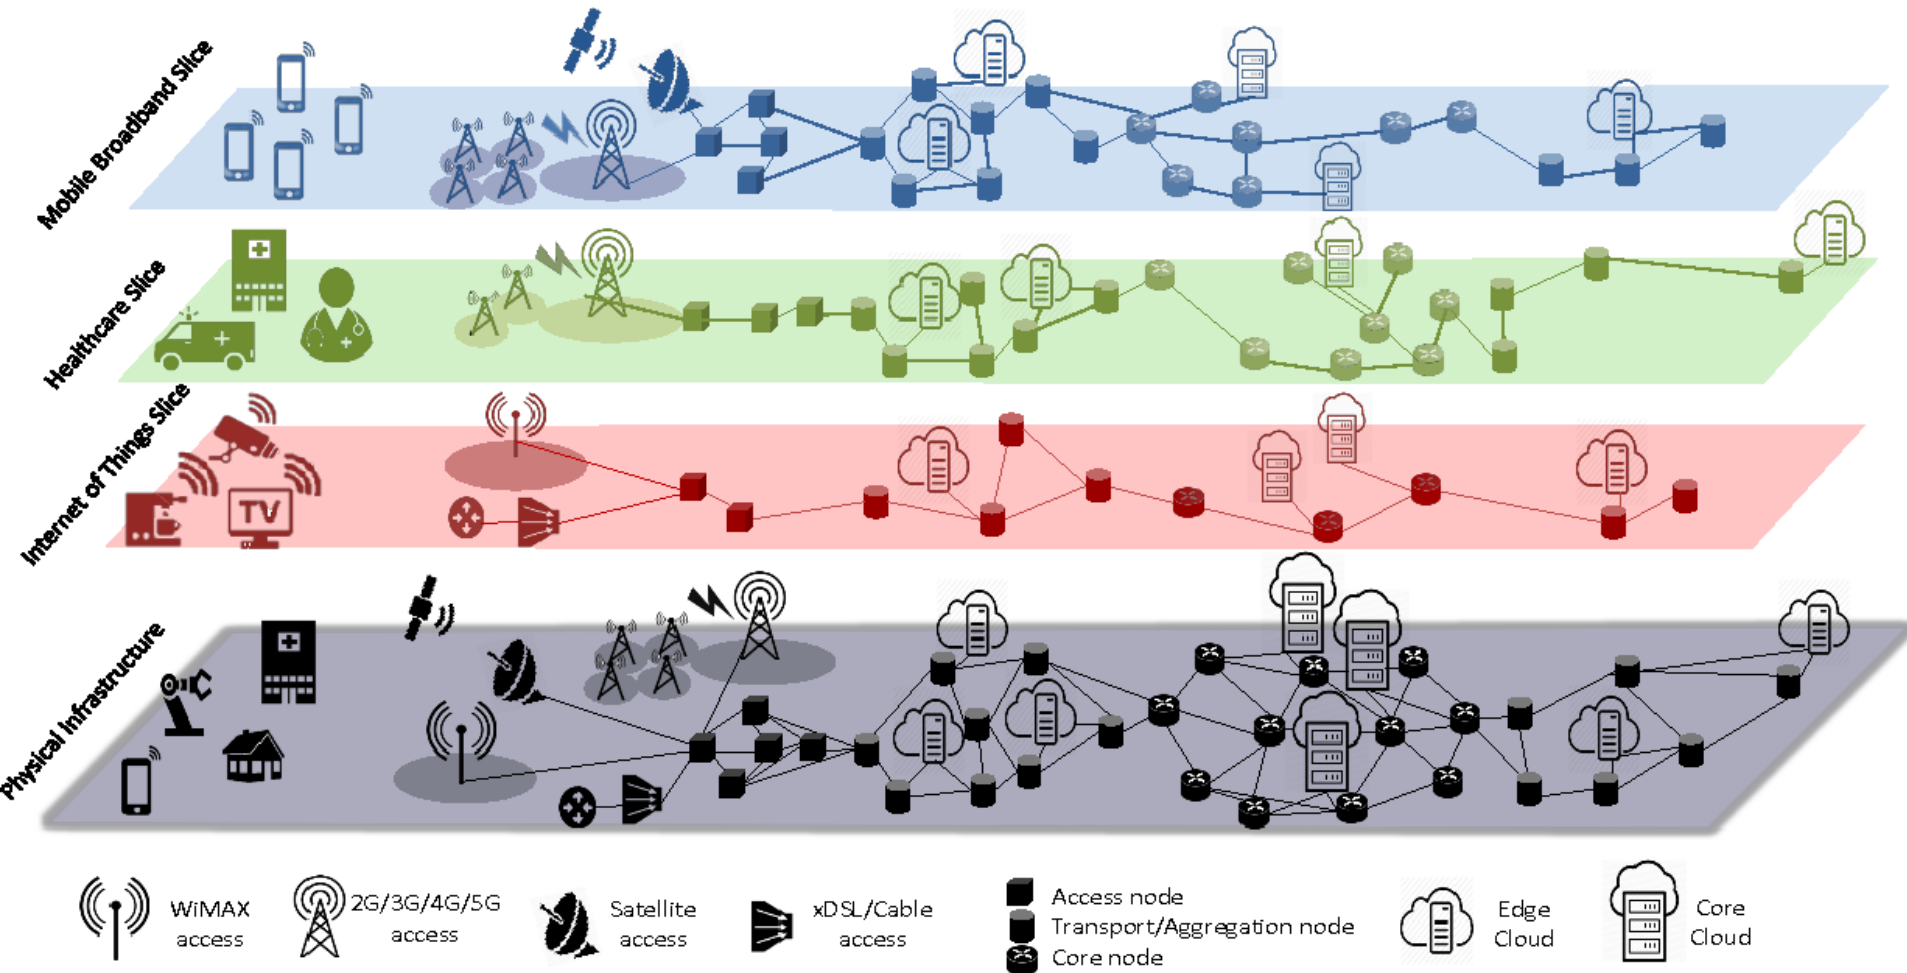 Mobile Broadband Slice
Healthcare Slice
Internet of Things Slice
TV
Physical Infrastructure
WiMAX
access
2G/3G/4G/5G
access
Satellite
access
xDSL/Cable
access
Access node
Transport/Aggregation node
Core node
Edge
Cloud
Core
Cloud